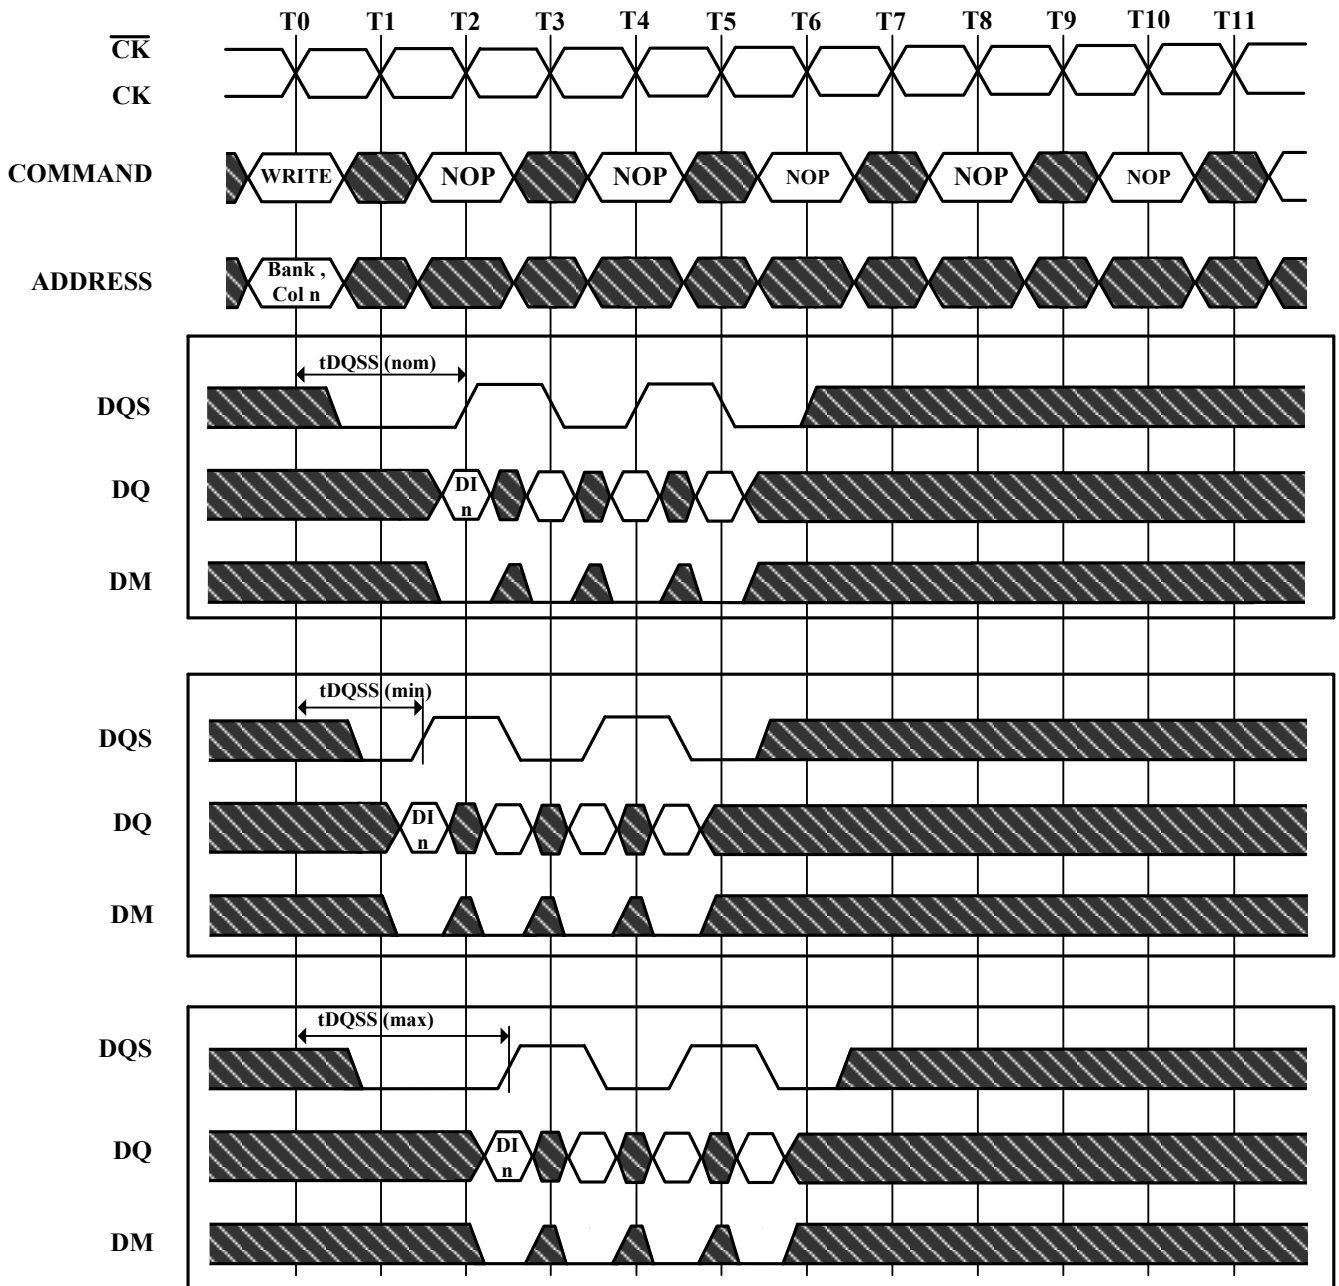 T0 T1 T2 T3 T4 T5 T6 T7 T8 T9 T10 T11
CK
CK
COMMAND WRITE NOP NOP NOP NOP NOP
ADDRESS Bank ,
Col n
tDQSS (nom)
DQS
DQ DI
n
DM
tDQSS (min)
DQS
DQ DI
n
DM
tDQSS (max)
DQS
DQ DI
n
DM